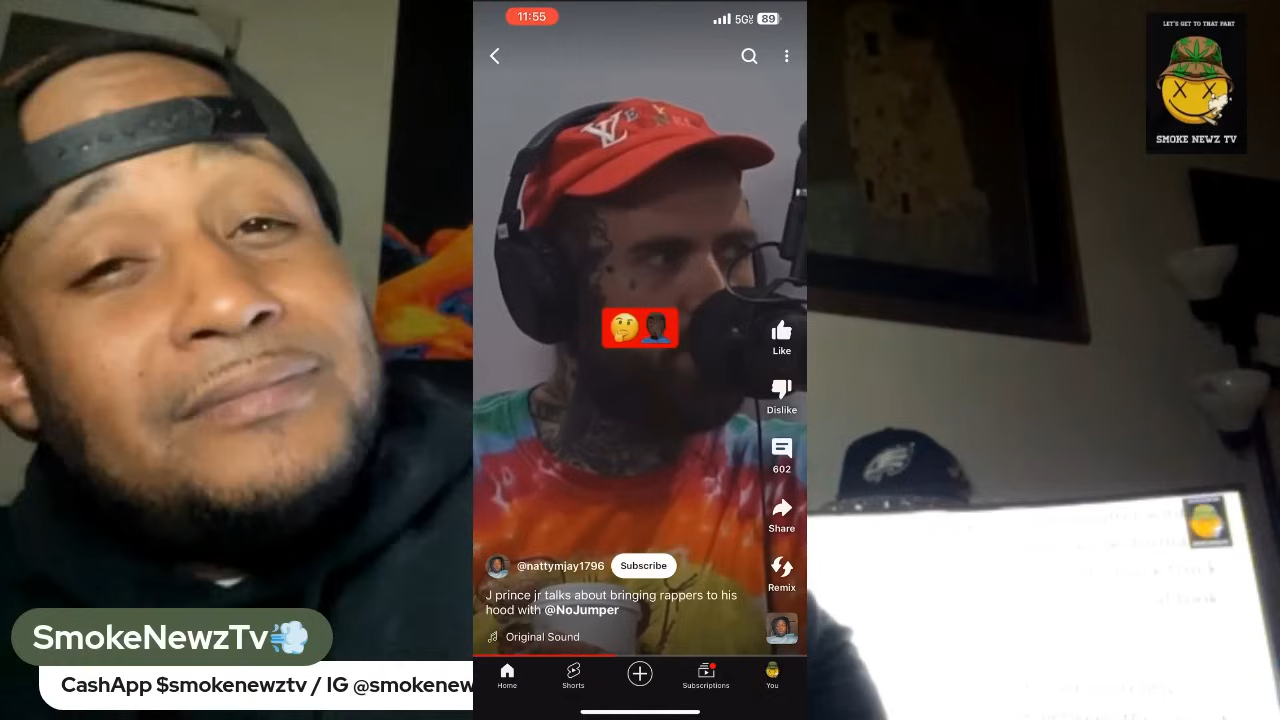 11:55
5G
89
LET'S GET TO THAT PART
SMOKE NEWZ TV
Like
Dislike
602
Share
Remix
@nattymjay1796
Subscribe
J prince jr talks about bringing rappers to his
hood with @NoJumper
Original Sound
Home
Shorts
Subscriptions
You
SmokeNewzTv
CashApp $smokenewztv / IG @smokenew